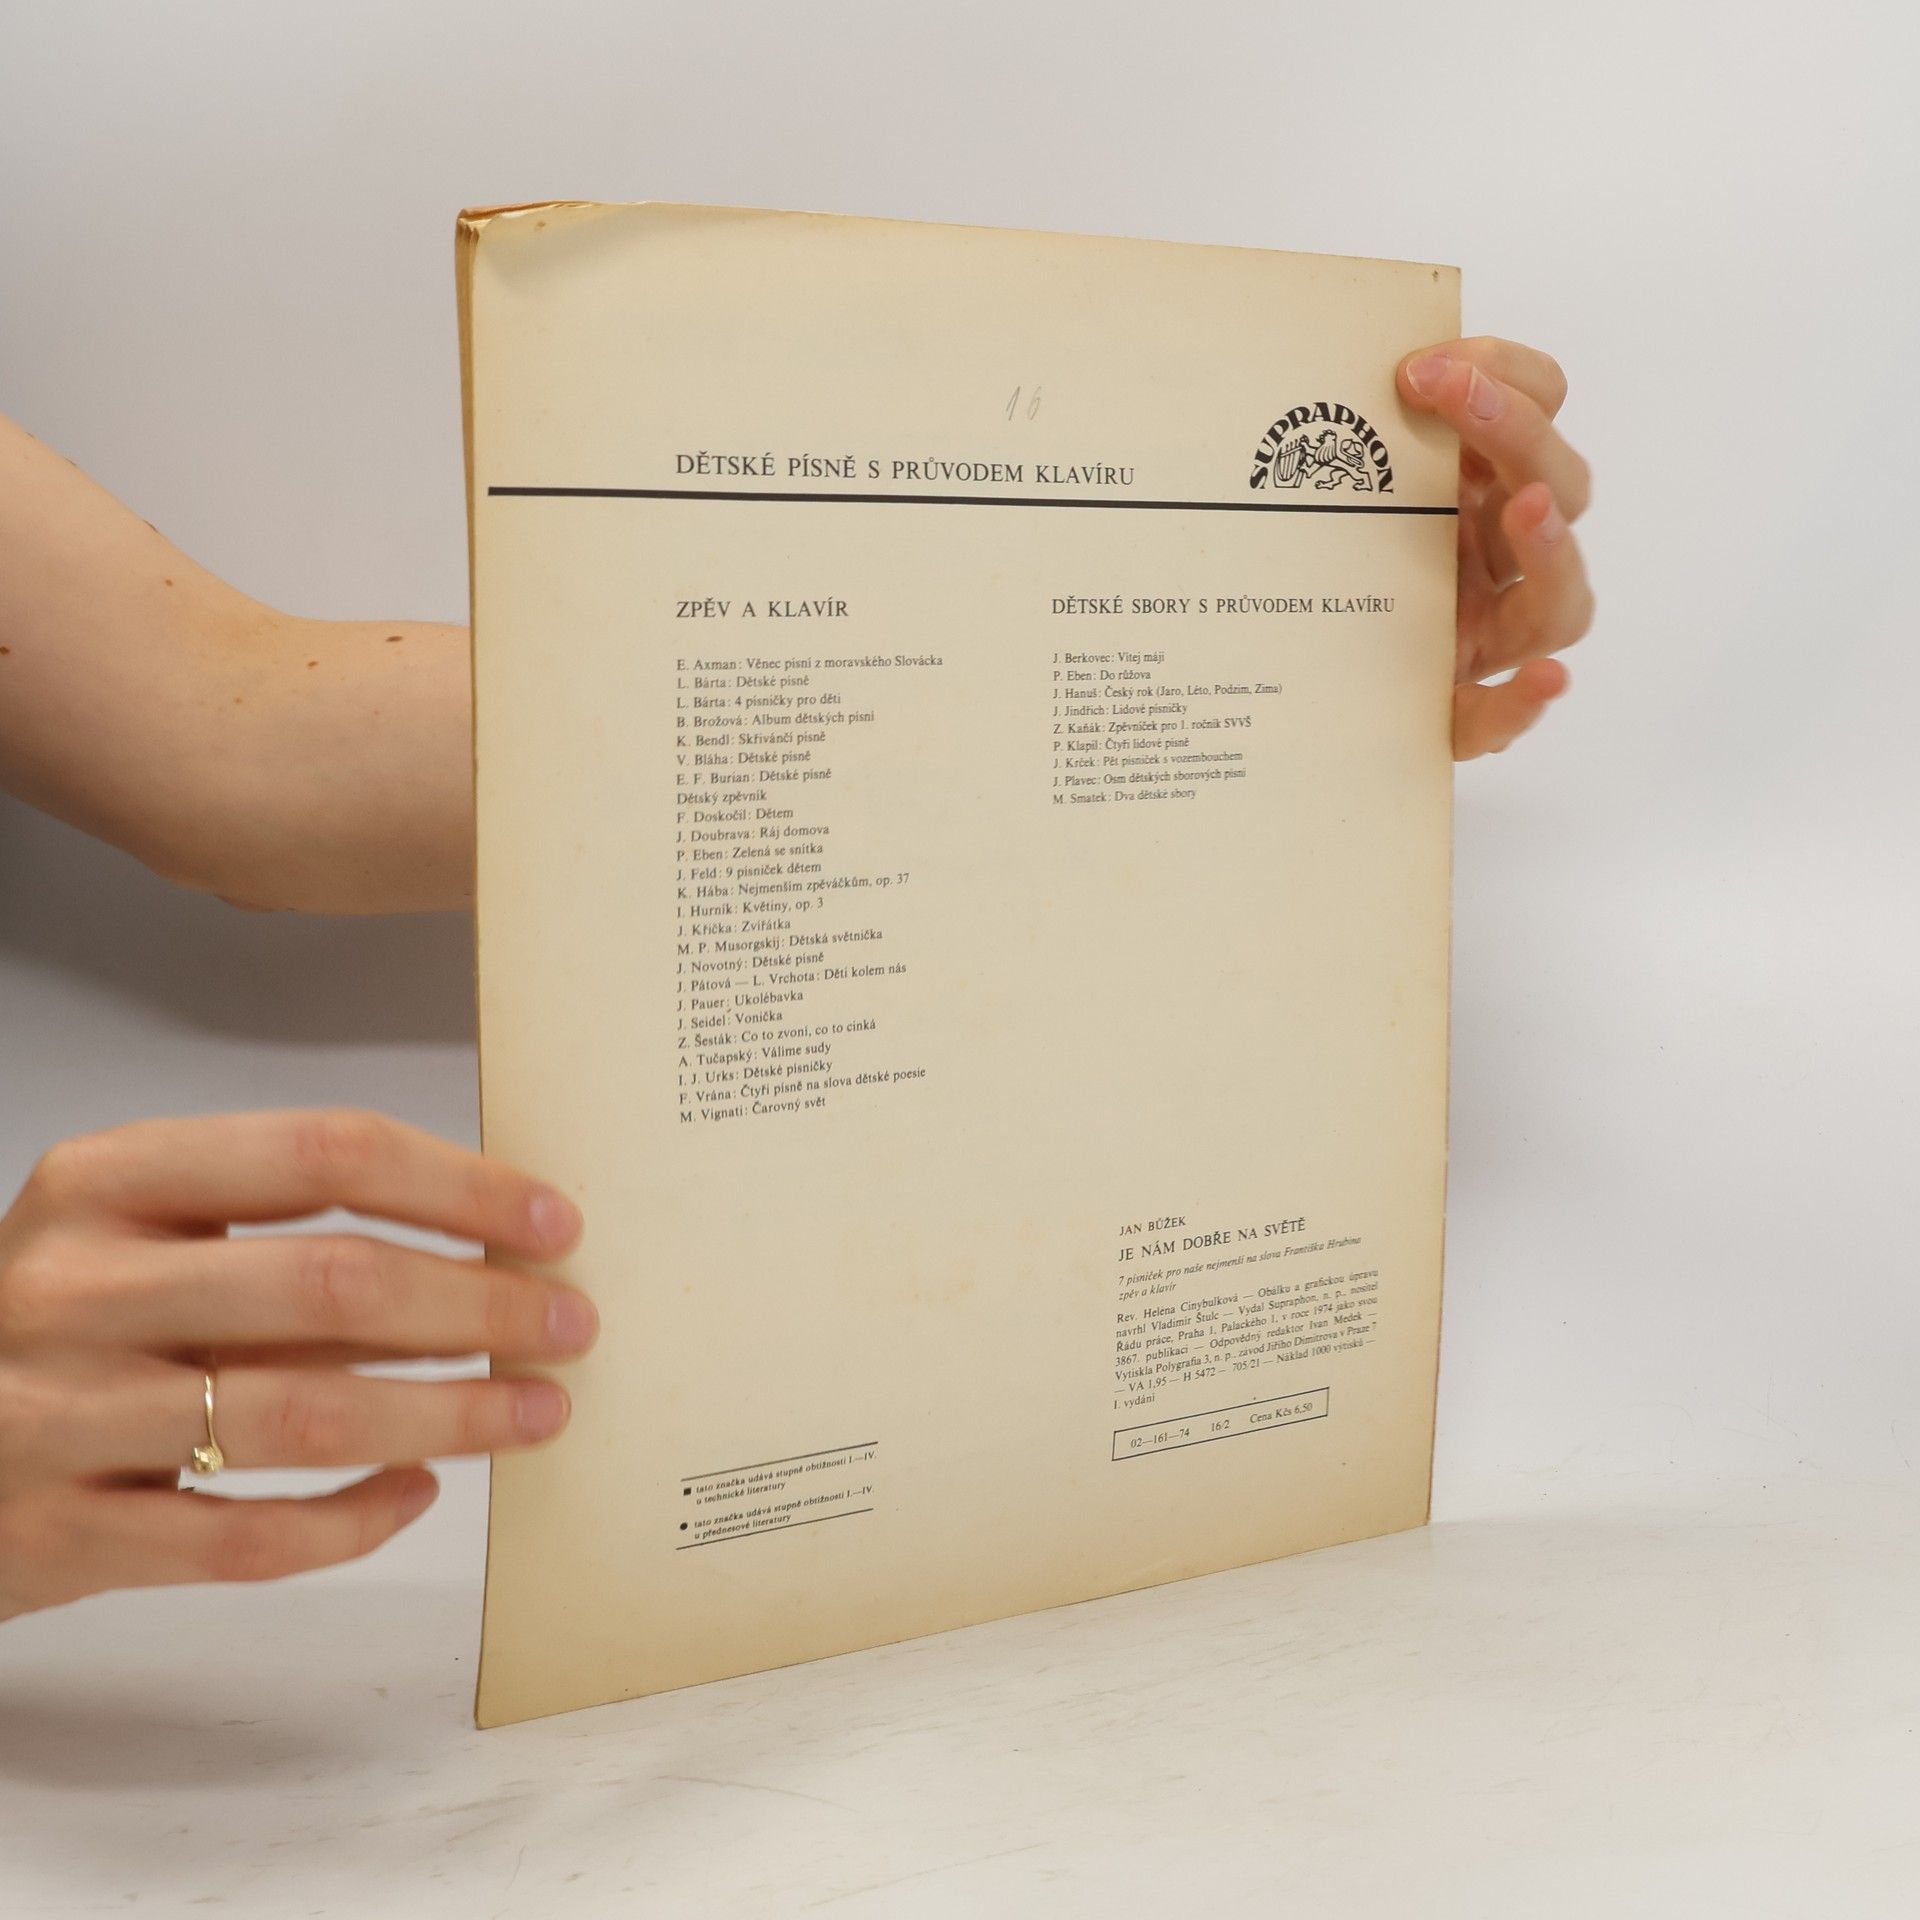 16
SUPRAPHON
DĚTSKÉ PÍSNĚ S PRŮVODEM KLAVÍRU
ZPĚV A KLAVÍR
E. Axman: Věnec písní z moravského Slovácka
L. Bárta: Dětské písně
L. Bárta: 4 písničky pro děti
B. Brožová: Album dětských písní
K. Bendl: Skřivánčí písně
V. Bláha: Dětské písně
E. F. Burian: Dětské písně
Dětský zpěvník
F. Doskočil: Dětem
J. Doubrava: Ráj domova
P. Eben: Zelená se snítka
J. Feld: 9 písniček dětem
K. Hába: Nejmenším zpěváčkům, op. 37
I. Hurník: Květiny, op. 3
J. Křička: Zvířátka
M. P. Musorgskij: Dětská světnička
J. Novotný: Dětské písně
J. Pátová — L. Vrchota: Děti kolem nás
J. Pauer: Ukolébavka
J. Seidel: Vonička
Z. Šesták: Co to zvoní, co to cinká
A. Tučapský: Válíme sudy
I. J. Urks: Dětské písničky
F. Vrána: Čtyři písně na slova dětské poesie
M. Vignati: Čarovný svět
DĚTSKÉ SBORY S PRŮVODEM KLAVÍRU
J. Berkovec: Vítej máji
P. Eben: Do růžova
J. Hanuš: Český rok (Jaro, Léto, Podzim, Zima)
J. Jindřich: Lidové písničky
Z. Kaňák: Zpěvníček pro 1. ročník SVVŠ
P. Klapil: Čtyři lidové písně
J. Krček: Pět písniček s vozembouchem
J. Plavec: Osm dětských sborových písní
M. Smatek: Dva dětské sbory
JAN BŮŽEK
JE NÁM DOBŘE NA SVĚTĚ
7 písniček pro naše nejmenší na slova Františka Hrubína
zpěv a klavír
Rev. Helena Cinybulková — Obálku a grafickou úpravu
navrhl Vladimír Štulc — Vydal Supraphon, n. p., nositel
Řádu práce, Praha 1, Palackého 1, v roce 1974 jako svou
3867. publikaci — Odpovědný redaktor Ivan Medek —
Vytiskla Polygrafia 3, n. p., závod Jiřího Dimitrova v Praze 7
— VA 1,95 — H 5472 — 705/21 — Náklad 1000 výtisků —
I. vydání
02—161—74 16/2 Cena Kčs 6,50
■ tato značka udává stupně obtížnosti I.—IV.
u technické literatury
● tato značka udává stupně obtížnosti I.—IV.
u přednesové literatury